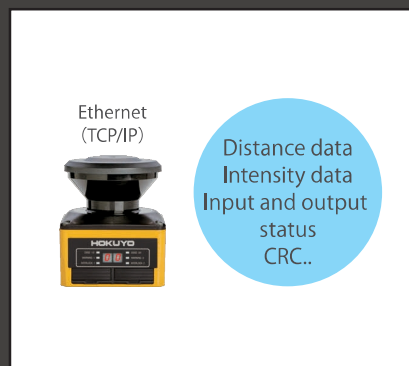 Ethernet
(TCP/IP)
HOKUYO
Distance data
Intensity data
Input and output
status
CRC..